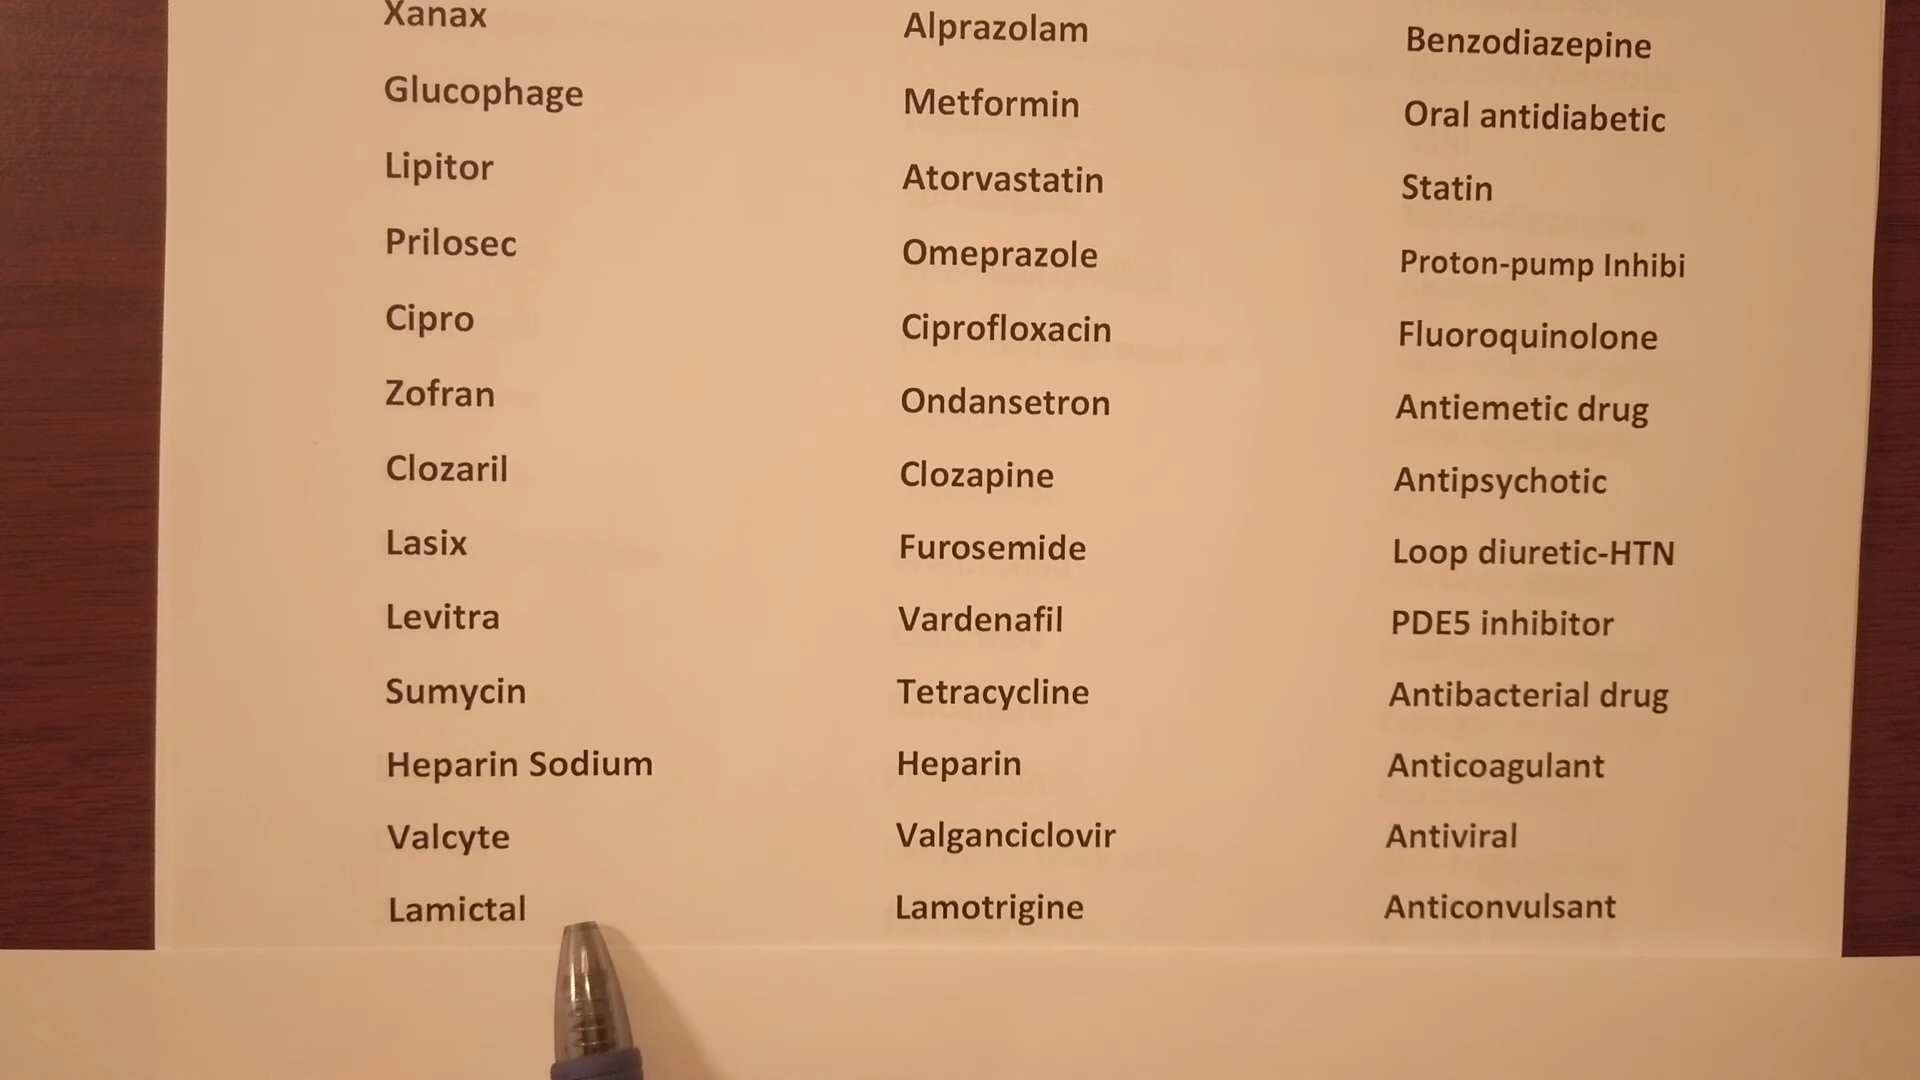 Xanax Alprazolam Benzodiazepine
Glucophage Metformin Oral antidiabetic
Lipitor Atorvastatin Statin
Prilosec Omeprazole Proton-pump Inhibi
Cipro Ciprofloxacin Fluoroquinolone
Zofran Ondansetron Antiemetic drug
Clozaril Clozapine Antipsychotic
Lasix Furosemide Loop diuretic-HTN
Levitra Vardenafil PDE5 inhibitor
Sumycin Tetracycline Antibacterial drug
Heparin Sodium Heparin Anticoagulant
Valcyte Valganciclovir Antiviral
Lamictal Lamotrigine Anticonvulsant